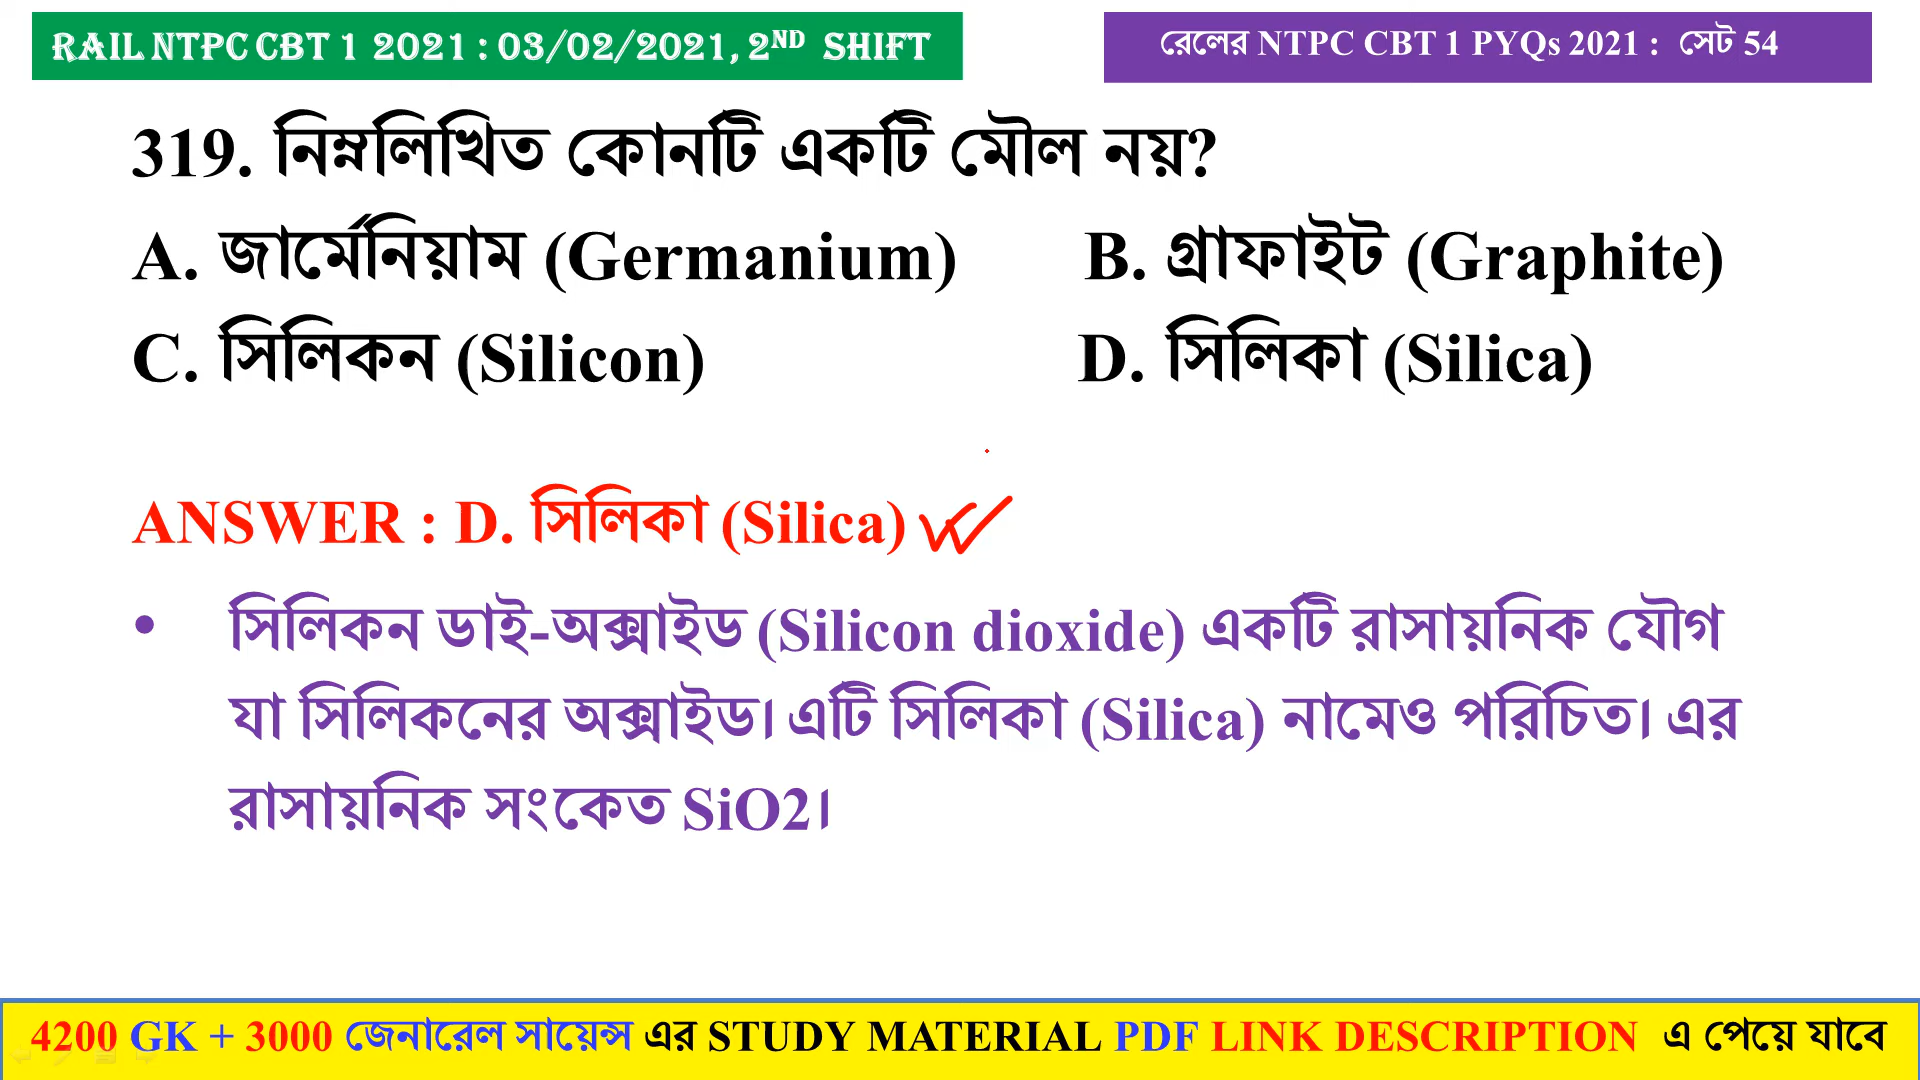 RAIL NTPC CBT 1 2021 : 03/02/2021, 2ND SHIFT
রেলের NTPC CBT 1 PYQs 2021 : সেট 54
319. নিম্নলিখিত কোনটি একটি মৌল নয়?
A. জার্মেনিয়াম (Germanium) B. গ্রাফাইট (Graphite)
C. সিলিকন (Silicon) D. সিলিকা (Silica)
ANSWER : D. সিলিকা (Silica)
• সিলিকন ডাই-অক্সাইড (Silicon dioxide) একটি রাসায়নিক যৌগ
যা সিলিকনের অক্সাইড। এটি সিলিকা (Silica) নামেও পরিচিত। এর
রাসায়নিক সংকেত SiO2।
4200 GK + 3000 জেনারেল সায়েন্স এর STUDY MATERIAL PDF LINK DESCRIPTION এ পেয়ে যাবে